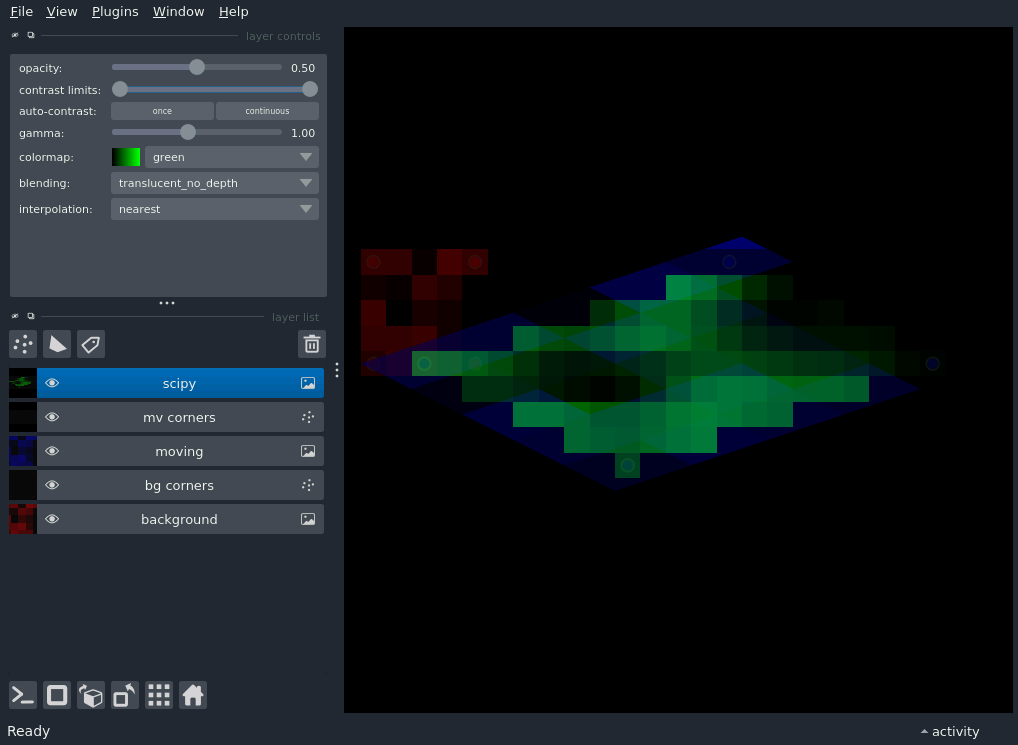 File View Plugins Window Help
layer controls
opacity: 0.50
contrast limits:
auto-contrast: once continuous
gamma: 1.00
colormap: green
blending: translucent_no_depth
interpolation: nearest
layer list
scipy
mv corners
moving
bg corners
background
Ready
activity